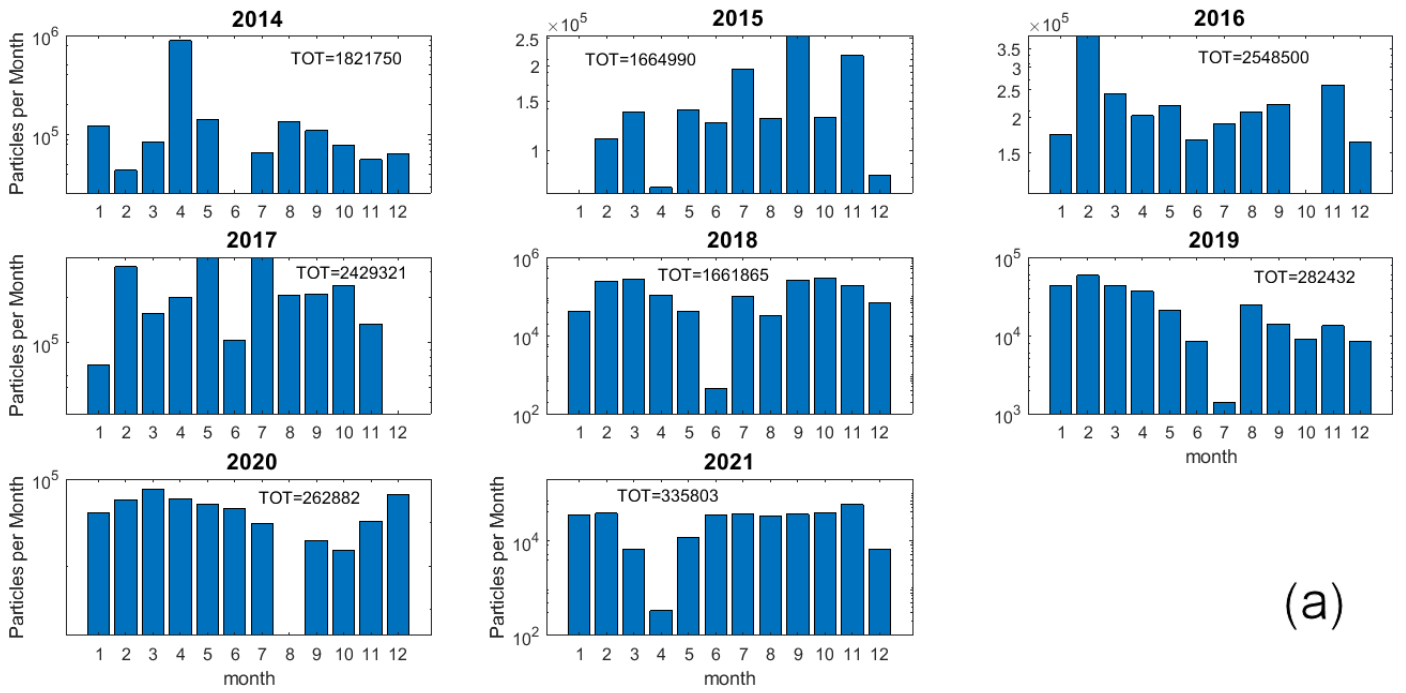 2014
10^6
10^5
Particles per Month
TOT=1821750
1 2 3 4 5 6 7 8 9 10 11 12
2015
×10^5
2.5
2
1.5
1
TOT=1664990
1 2 3 4 5 6 7 8 9 10 11 12
2016
×10^5
3.5
3
2.5
2
1.5
TOT=2548500
1 2 3 4 5 6 7 8 9 10 11 12
2017
10^5
Particles per Month
TOT=2429321
1 2 3 4 5 6 7 8 9 10 11 12
2018
10^6
10^4
10^2
TOT=1661865
1 2 3 4 5 6 7 8 9 10 11 12
2019
10^5
10^4
10^3
TOT=282432
1 2 3 4 5 6 7 8 9 10 11 12
month
2020
10^5
Particles per Month
TOT=262882
1 2 3 4 5 6 7 8 9 10 11 12
month
2021
10^4
10^2
Particles per Month
TOT=335803
1 2 3 4 5 6 7 8 9 10 11 12
month
(a)